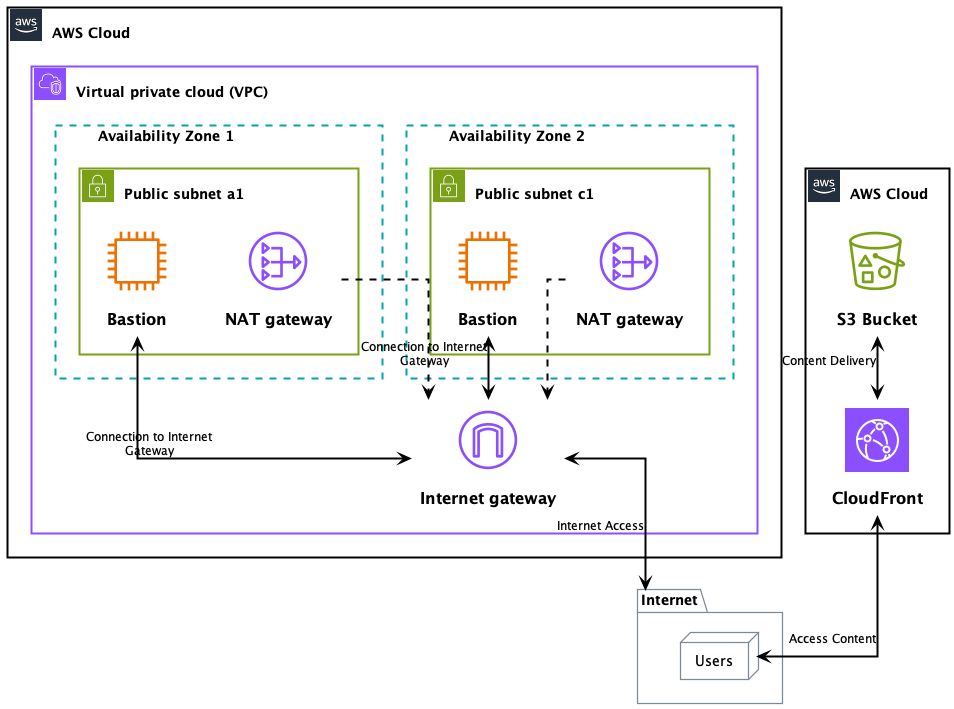 aws
AWS Cloud
Virtual private cloud (VPC)
Availability Zone 1
Availability Zone 2
Public subnet a1
Public subnet c1
aws
AWS Cloud
Bastion
NAT gateway
Bastion
NAT gateway
S3 Bucket
Connection to Internet
Gateway
Content Delivery
Connection to Internet
Gateway
Internet gateway
CloudFront
Internet Access
Internet
Access Content
Users